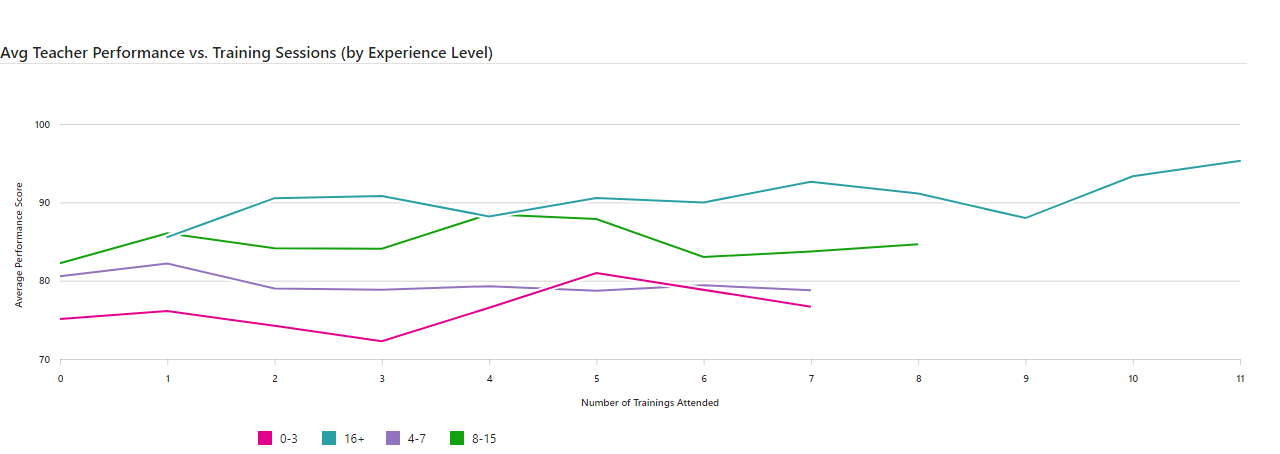 Avg Teacher Performance vs. Training Sessions (by Experience Level)
100
90
80
70
Average Performance Score
0 1 2 3 4 5 6 7 8 9 10 11
Number of Trainings Attended
0-3 16+ 4-7 8-15